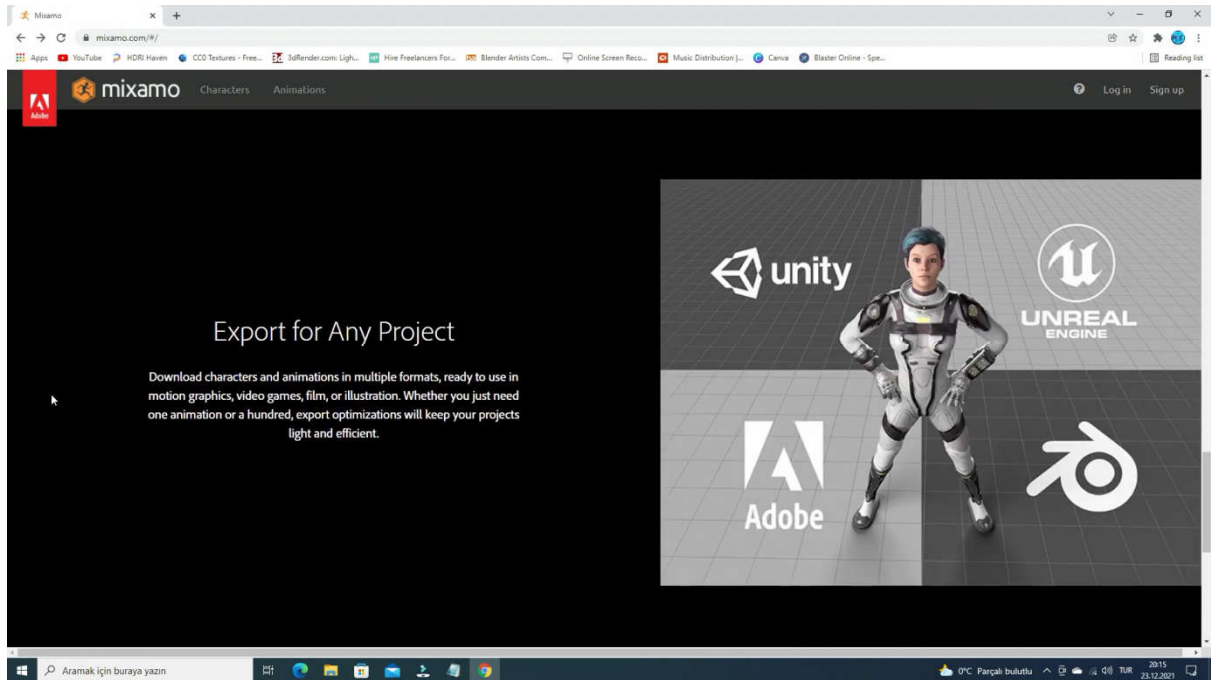 Mixamo
mixamo.com/#/
Apps YouTube HDRI Haven CC0 Textures - Free... 3dRender.com: Ligh... Hire Freelancers For... Blender Artists Com... Online Screen Reco... Music Distribution |... Canva Blaster Online - Spe... Reading list
Adobe mixamo Characters Animations Log in Sign up
unity
UNREAL
ENGINE
Export for Any Project
Download characters and animations in multiple formats, ready to use in
motion graphics, video games, film, or illustration. Whether you just need
one animation or a hundred, export optimizations will keep your projects
light and efficient.
Adobe
Aramak için buraya yazın
0°C Parçalı bulutlu TUR 20:15
23.12.2021